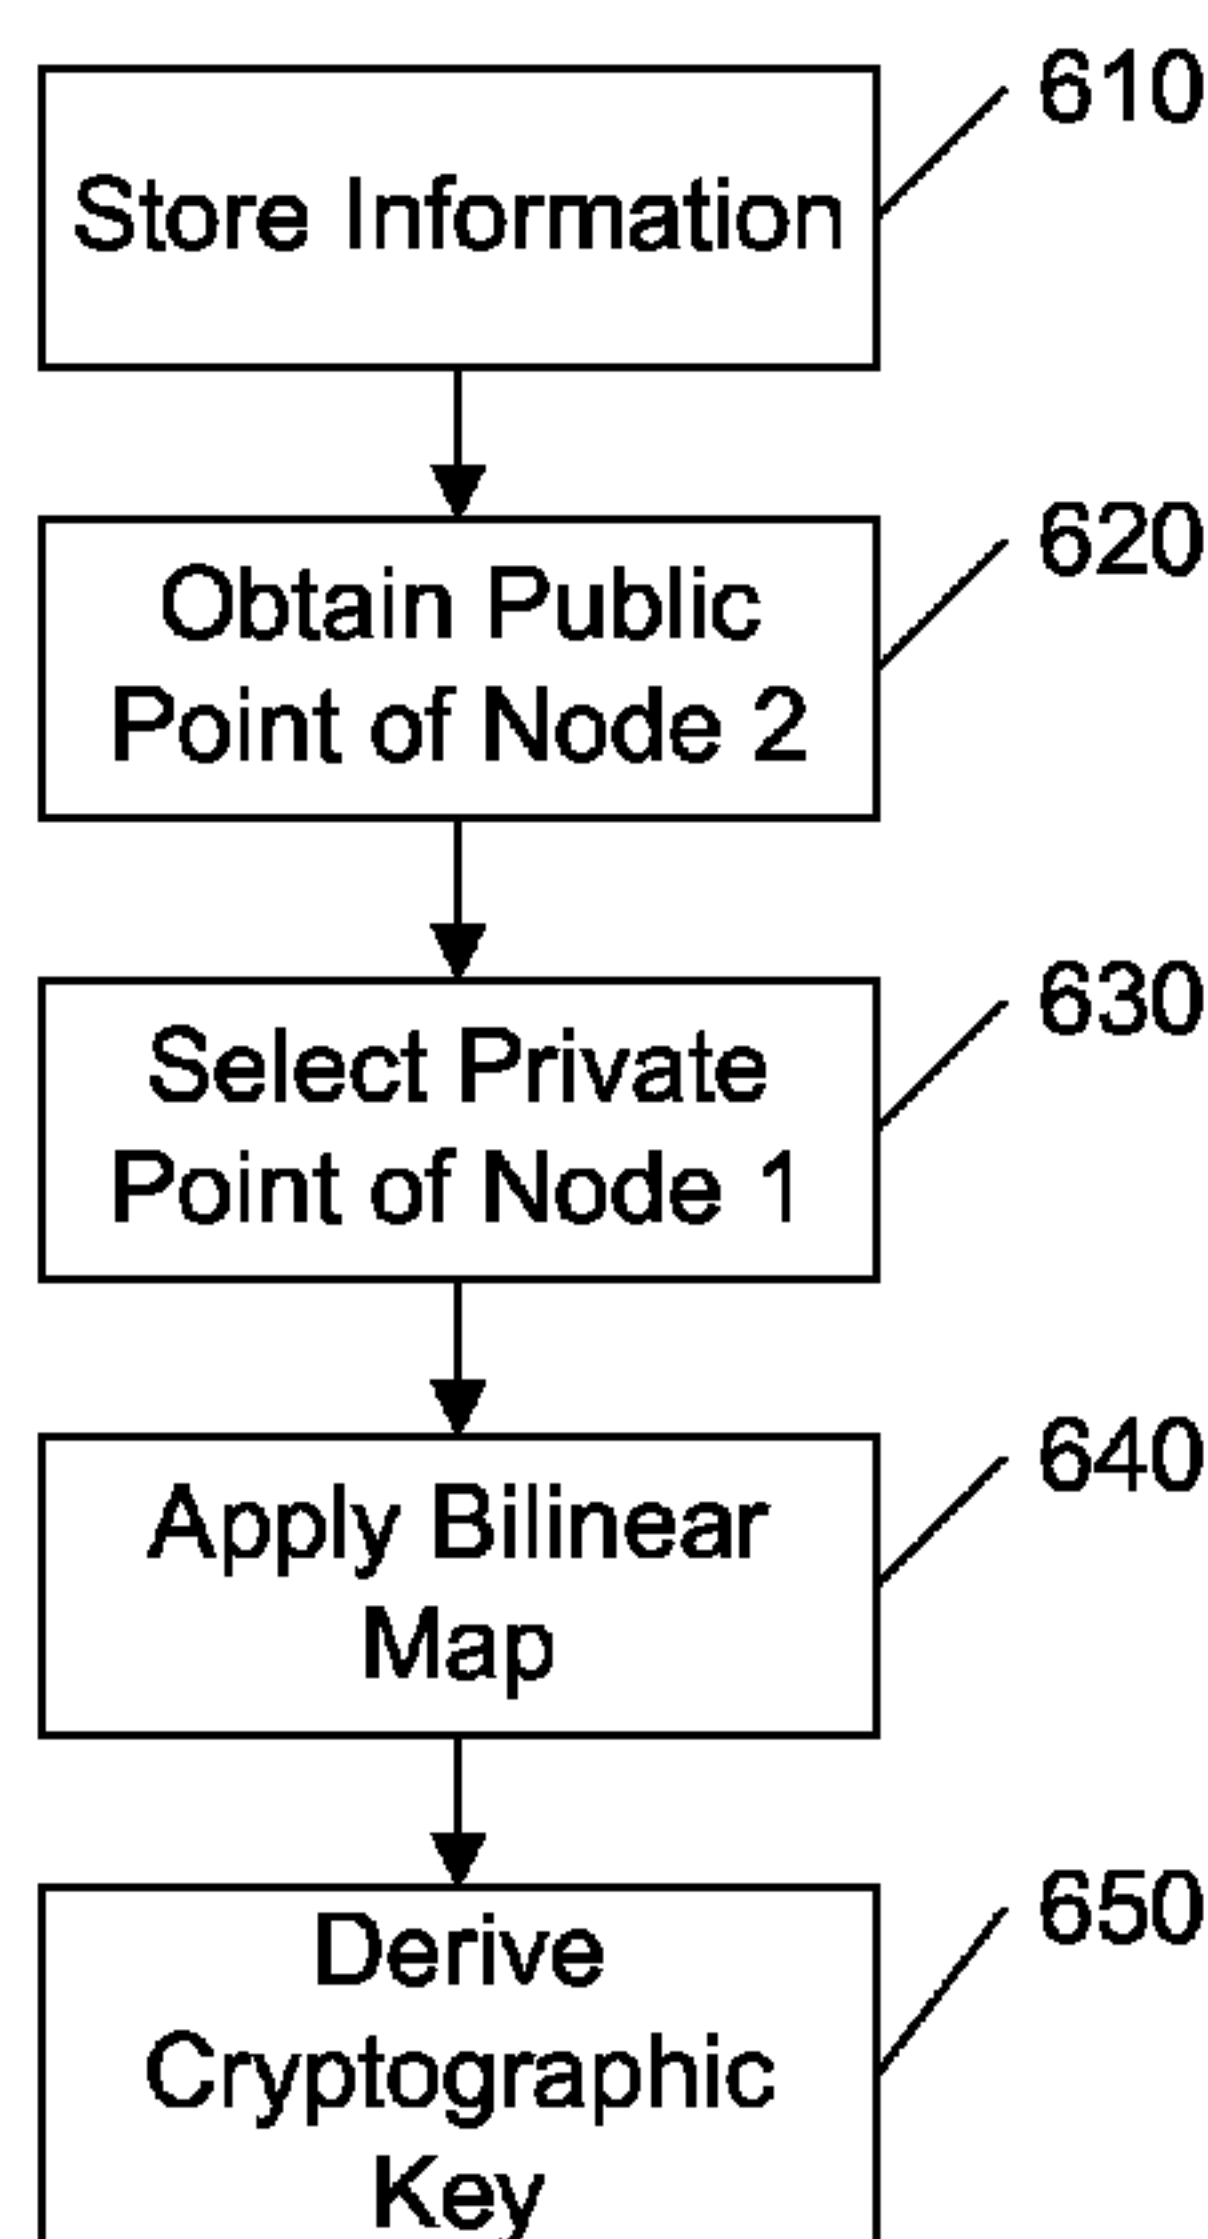 610
Store Information
620
Obtain Public
Point of Node 2
630
Select Private
Point of Node 1
640
Apply Bilinear
Map
650
Derive
Cryptographic
Key